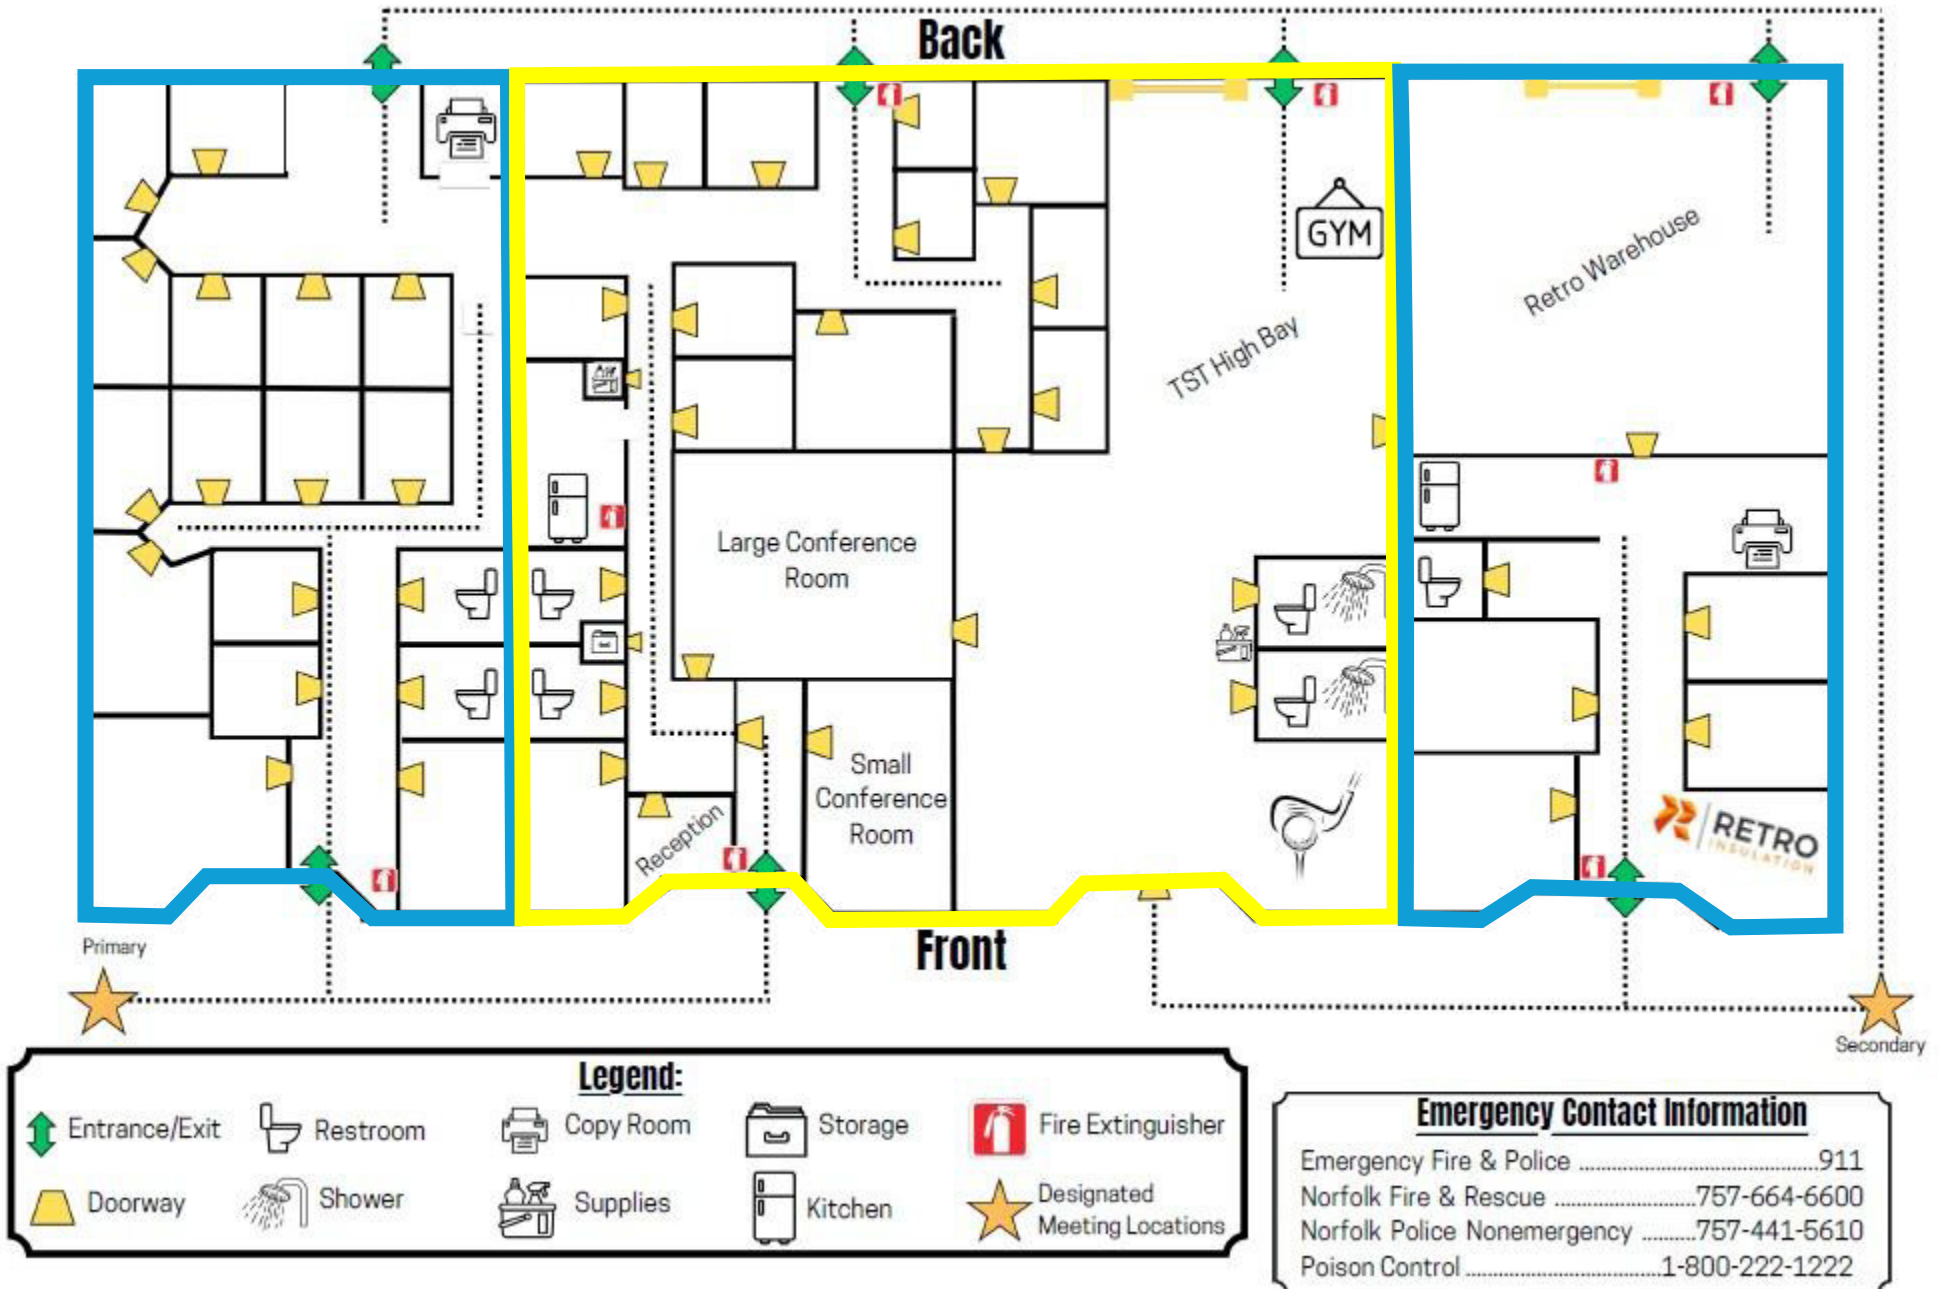 Back
GYM
Retro Warehouse
TST High Bay
Large Conference
Room
Small
Conference
Room
Reception
RETRO
INSULATION
Front
Primary
Secondary
Legend:
Entrance/Exit
Restroom
Copy Room
Storage
Fire Extinguisher
Doorway
Shower
Supplies
Kitchen
Designated
Meeting Locations
Emergency Contact Information
Emergency Fire & Police ..................................................911
Norfolk Fire & Rescue .............................757-664-6600
Norfolk Police Nonemergency ..........757-441-5610
Poison Control ........................................1-800-222-1222